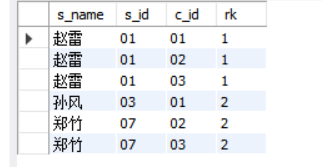 s_name s_id c_id rk
赵雷 01 01 1
赵雷 01 02 1
赵雷 01 03 1
孙风 03 01 2
郑竹 07 02 2
郑竹 07 03 2